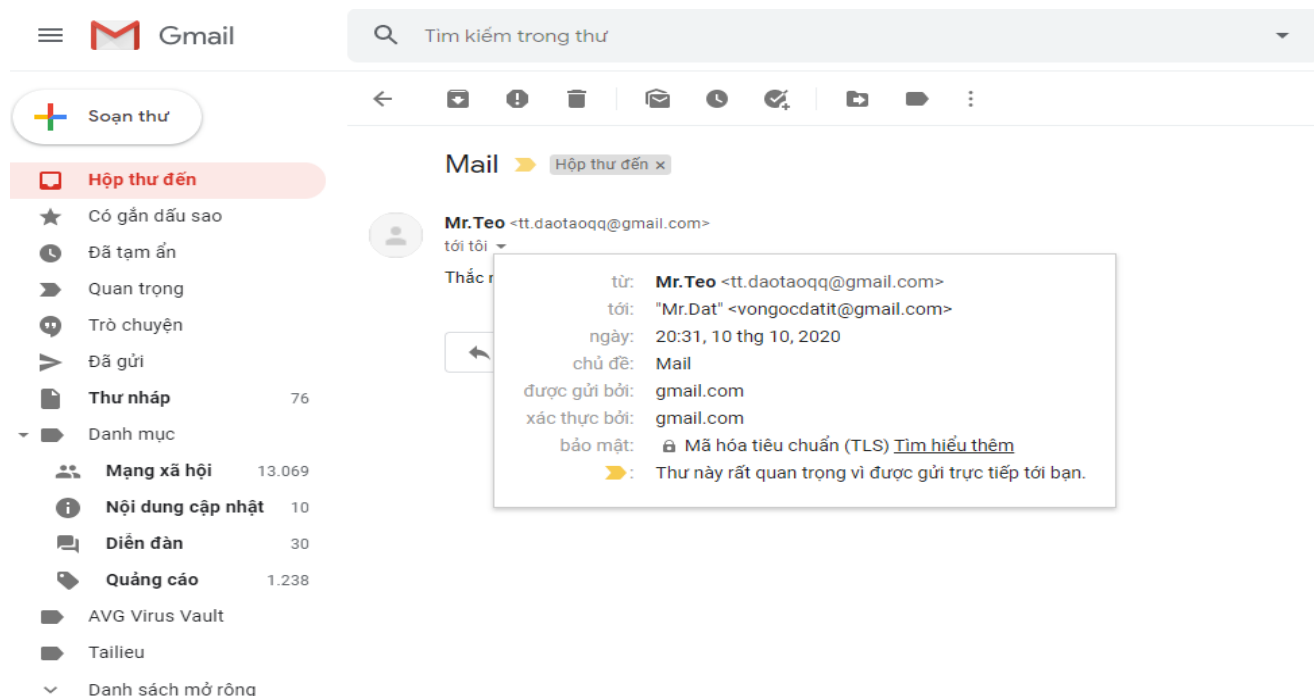 Gmail
Tìm kiếm trong thư
Soạn thư
Hộp thư đến
Có gắn dấu sao
Đã tạm ẩn
Quan trọng
Trò chuyện
Đã gửi
Thư nháp 76
Danh mục
Mạng xã hội 13.069
Nội dung cập nhật 10
Diễn đàn 30
Quảng cáo 1.238
AVG Virus Vault
Tailieu
Danh sách mở rộng
Mail Hộp thư đến ×
Mr.Teo <tt.daotaoqq@gmail.com>
tới tôi
Thắc
từ: Mr.Teo <tt.daotaoqq@gmail.com>
tới: "Mr.Dat" <vongocdatit@gmail.com>
ngày: 20:31, 10 thg 10, 2020
chủ đề: Mail
được gửi bởi: gmail.com
xác thực bởi: gmail.com
bảo mật: Mã hóa tiêu chuẩn (TLS) Tìm hiểu thêm
: Thư này rất quan trọng vì được gửi trực tiếp tới bạn.